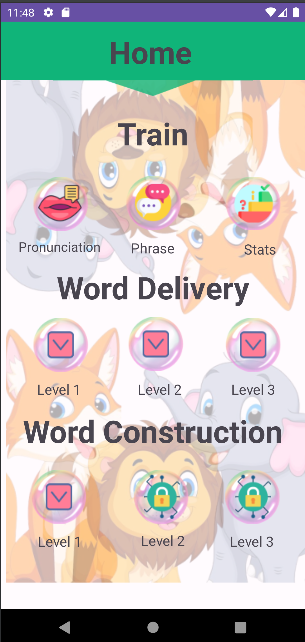 11:48
Home
Train
Pronunciation Phrase Stats
Word Delivery
Level 1 Level 2 Level 3
Word Construction
Level 1 Level 2 Level 3